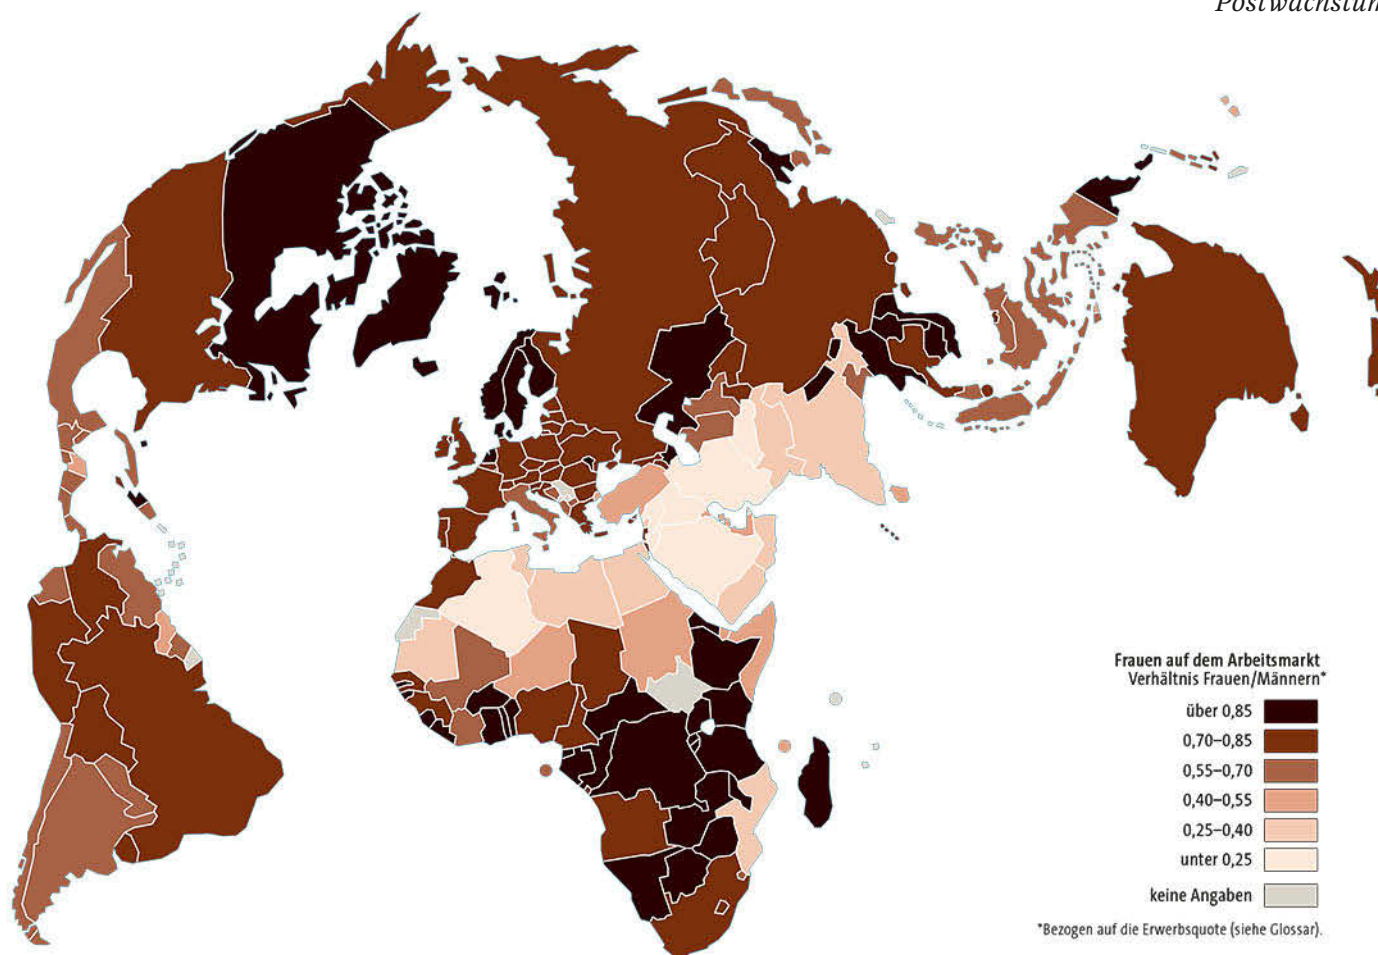 Postwachstum
Frauen auf dem Arbeitsmarkt
Verhältnis Frauen/Männern*
über 0,85
0,70–0,85
0,55–0,70
0,40–0,55
0,25–0,40
unter 0,25
keine Angaben
*Bezogen auf die Erwerbsquote (siehe Glossar).